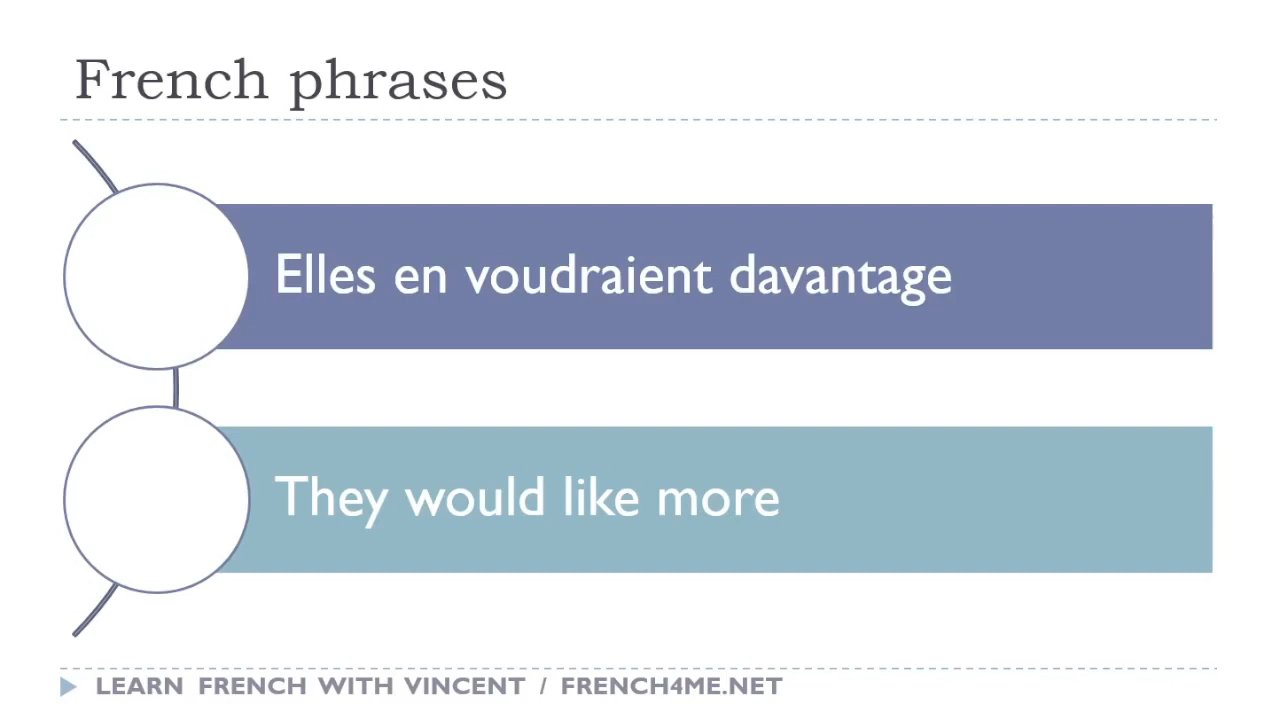 French phrases
Elles en voudraient davantage
They would like more
LEARN FRENCH WITH VINCENT / FRENCH4ME.NET